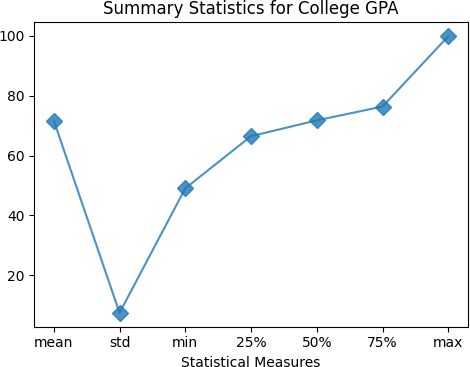 Summary Statistics for College GPA
100
80
60
40
20
mean std min 25% 50% 75% max
Statistical Measures